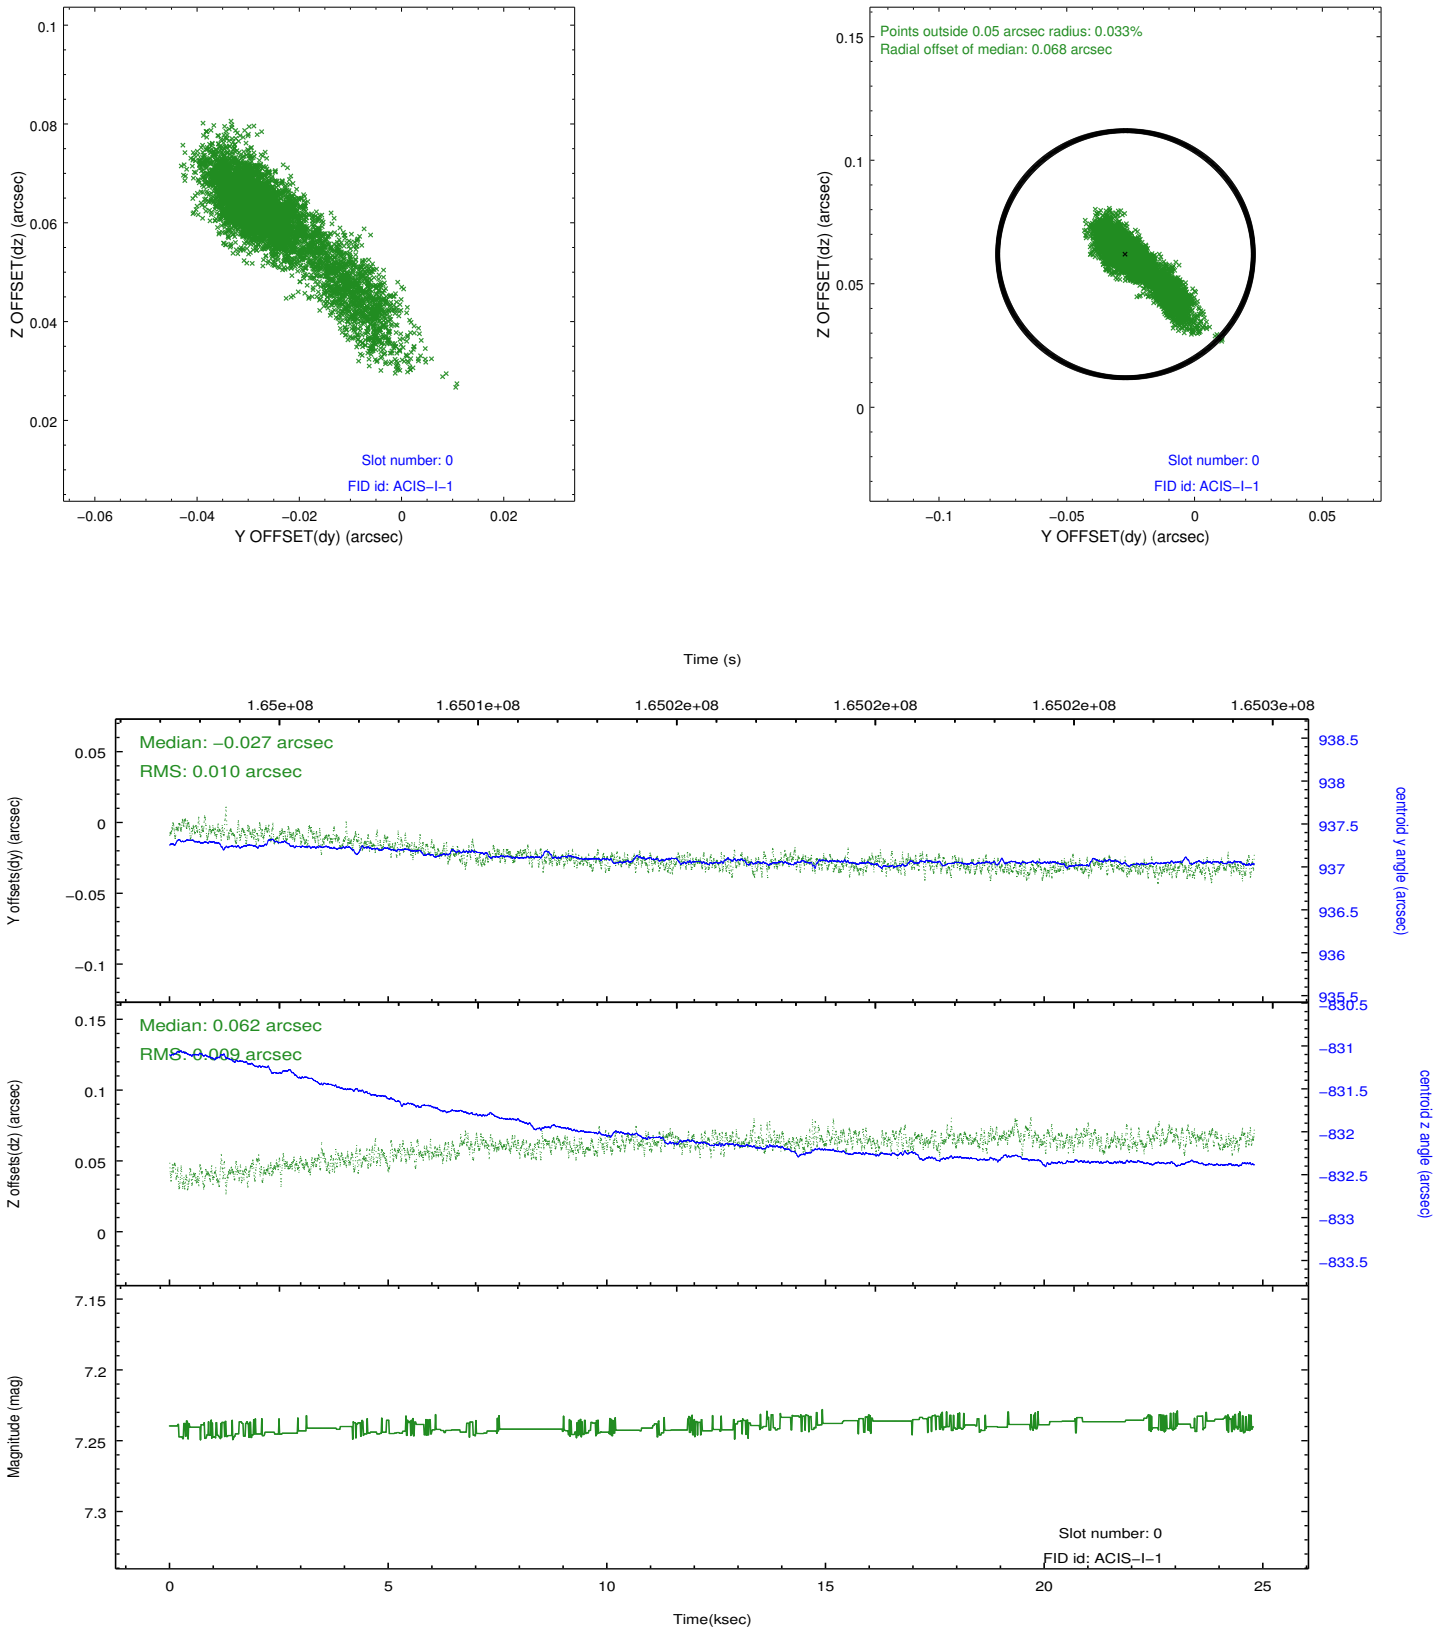 0.1
0.08
0.06
0.04
0.02
Z OFFSET(dz) (arcsec)
Slot number: 0
FID id: ACIS−I−1
−0.06 −0.04 −0.02 0 0.02
Y OFFSET(dy) (arcsec)
Points outside 0.05 arcsec radius: 0.033%
Radial offset of median: 0.068 arcsec
0.15
0.1
0.05
0
Z OFFSET(dz) (arcsec)
Slot number: 0
FID id: ACIS−I−1
−0.1 −0.05 0 0.05
Y OFFSET(dy) (arcsec)
Time (s)
1.65e+08 1.6501e+08 1.6502e+08 1.6502e+08 1.6502e+08 1.6503e+08
Median: −0.027 arcsec
RMS: 0.010 arcsec
0.05
0
−0.05
−0.1
Y offsets(dy) (arcsec)
938.5
938
937.5
937
936.5
936
935.5
centroid y angle (arcsec)
Median: 0.062 arcsec
RMS: 0.009 arcsec
0.15
0.1
0.05
0
Z offsets(dz) (arcsec)
−830.5
−831
−831.5
−832
−832.5
−833
−833.5
centroid z angle (arcsec)
7.15
7.2
7.25
7.3
Magnitude (mag)
Slot number: 0
FID id: ACIS−I−1
0 5 10 15 20 25
Time(ksec)